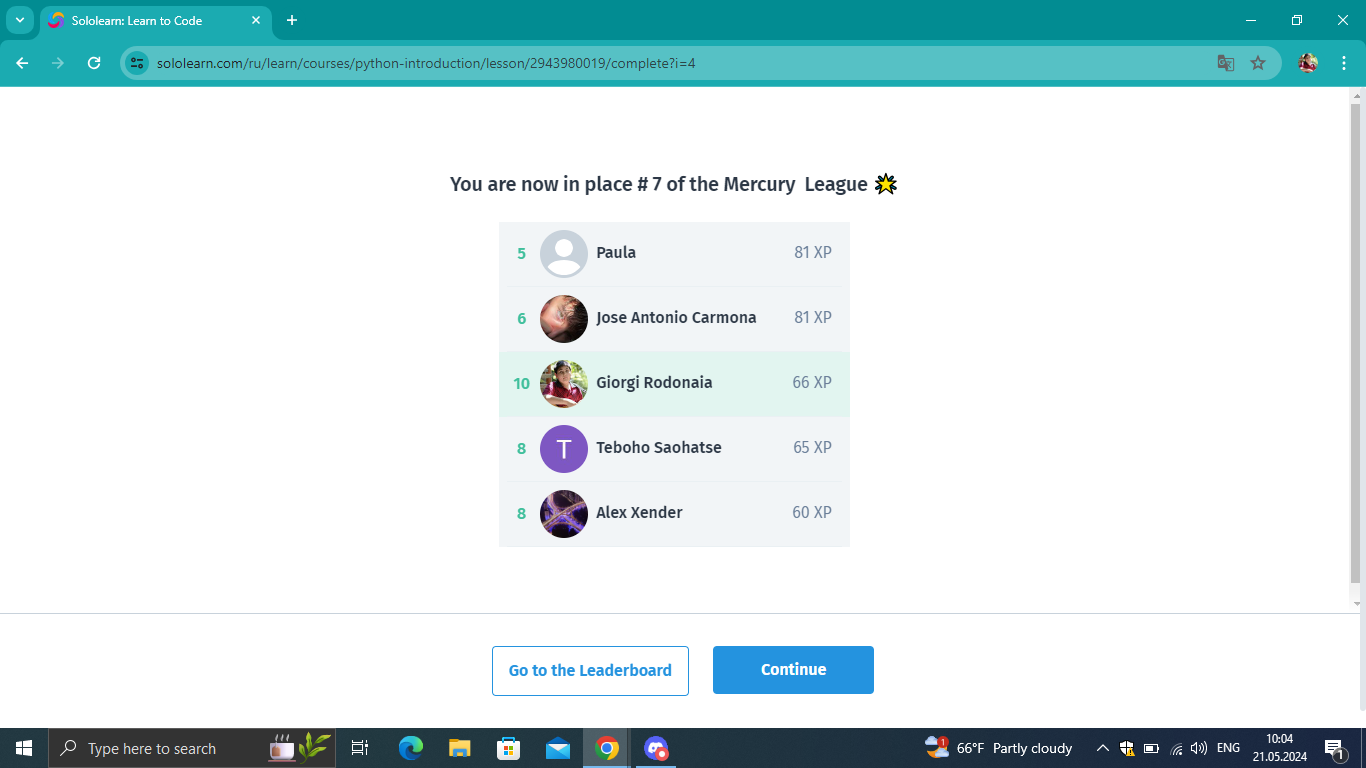 Sololearn: Learn to Code
sololearn.com/ru/learn/courses/python-introduction/lesson/2943980019/complete?i=4
You are now in place # 7 of the Mercury League
5 Paula 81 XP
6 Jose Antonio Carmona 81 XP
10 Giorgi Rodonaia 66 XP
T
8 Teboho Saohatse 65 XP
8 Alex Xender 60 XP
Go to the Leaderboard Continue
Type here to search 1 66°F Partly cloudy ENG 10:04
21.05.2024 1